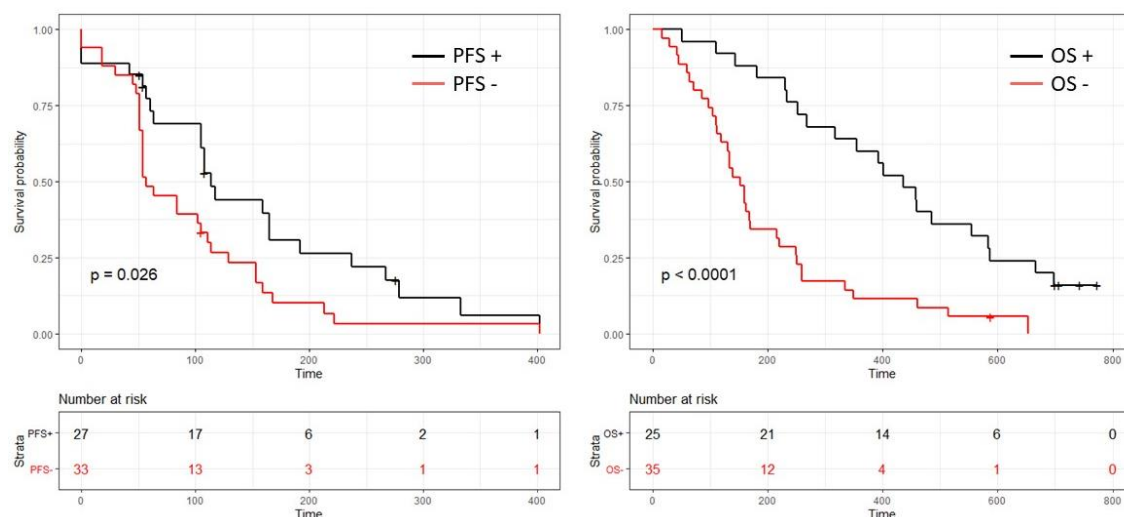 1.00
0.75
0.50
0.25
0.00
Survival probability
PFS +
PFS -
p = 0.026
0 100 200 300 400
Time
Number at risk
Strata
PFS+ 27 17 6 2 1
PFS- 33 13 3 1 1
0 100 200 300 400
Time
1.00
0.75
0.50
0.25
0.00
Survival probability
OS +
OS -
p < 0.0001
0 200 400 600 800
Time
Number at risk
Strata
OS+ 25 21 14 6 0
OS- 35 12 4 1 0
0 200 400 600 800
Time